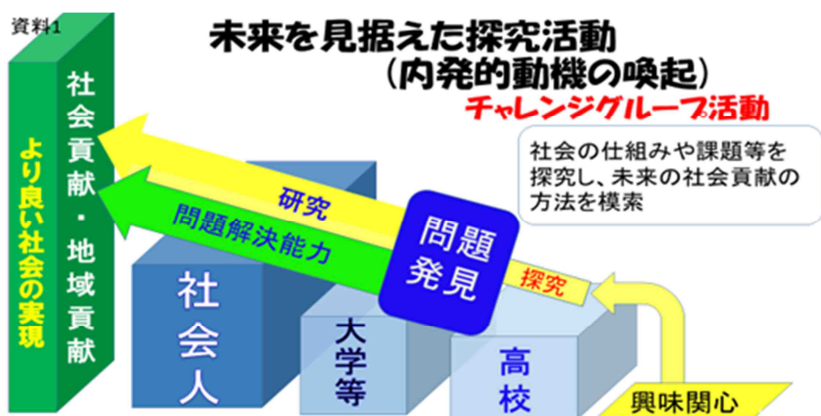 資料1
未来を見据えた探究活動
(内発的動機の喚起)
チャレンジグループ活動
社会の仕組みや課題等を
探究し、未来の社会貢献の
方法を模索
社会貢献・地域貢献
より良い社会の実現
研究
問題解決能力
問題
発見
探究
社会人
大学等
高校
興味関心